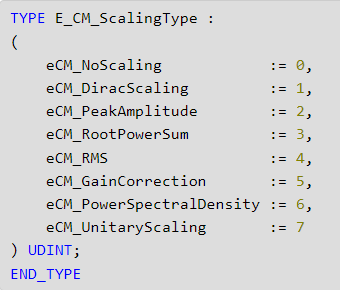 TYPE E_CM_ScalingType :
(
    eCM_NoScaling            := 0,
    eCM_DiracScaling         := 1,
    eCM_PeakAmplitude        := 2,
    eCM_RootPowerSum         := 3,
    eCM_RMS                  := 4,
    eCM_GainCorrection       := 5,
    eCM_PowerSpectralDensity := 6,
    eCM_UnitaryScaling       := 7
) UDINT;
END_TYPE